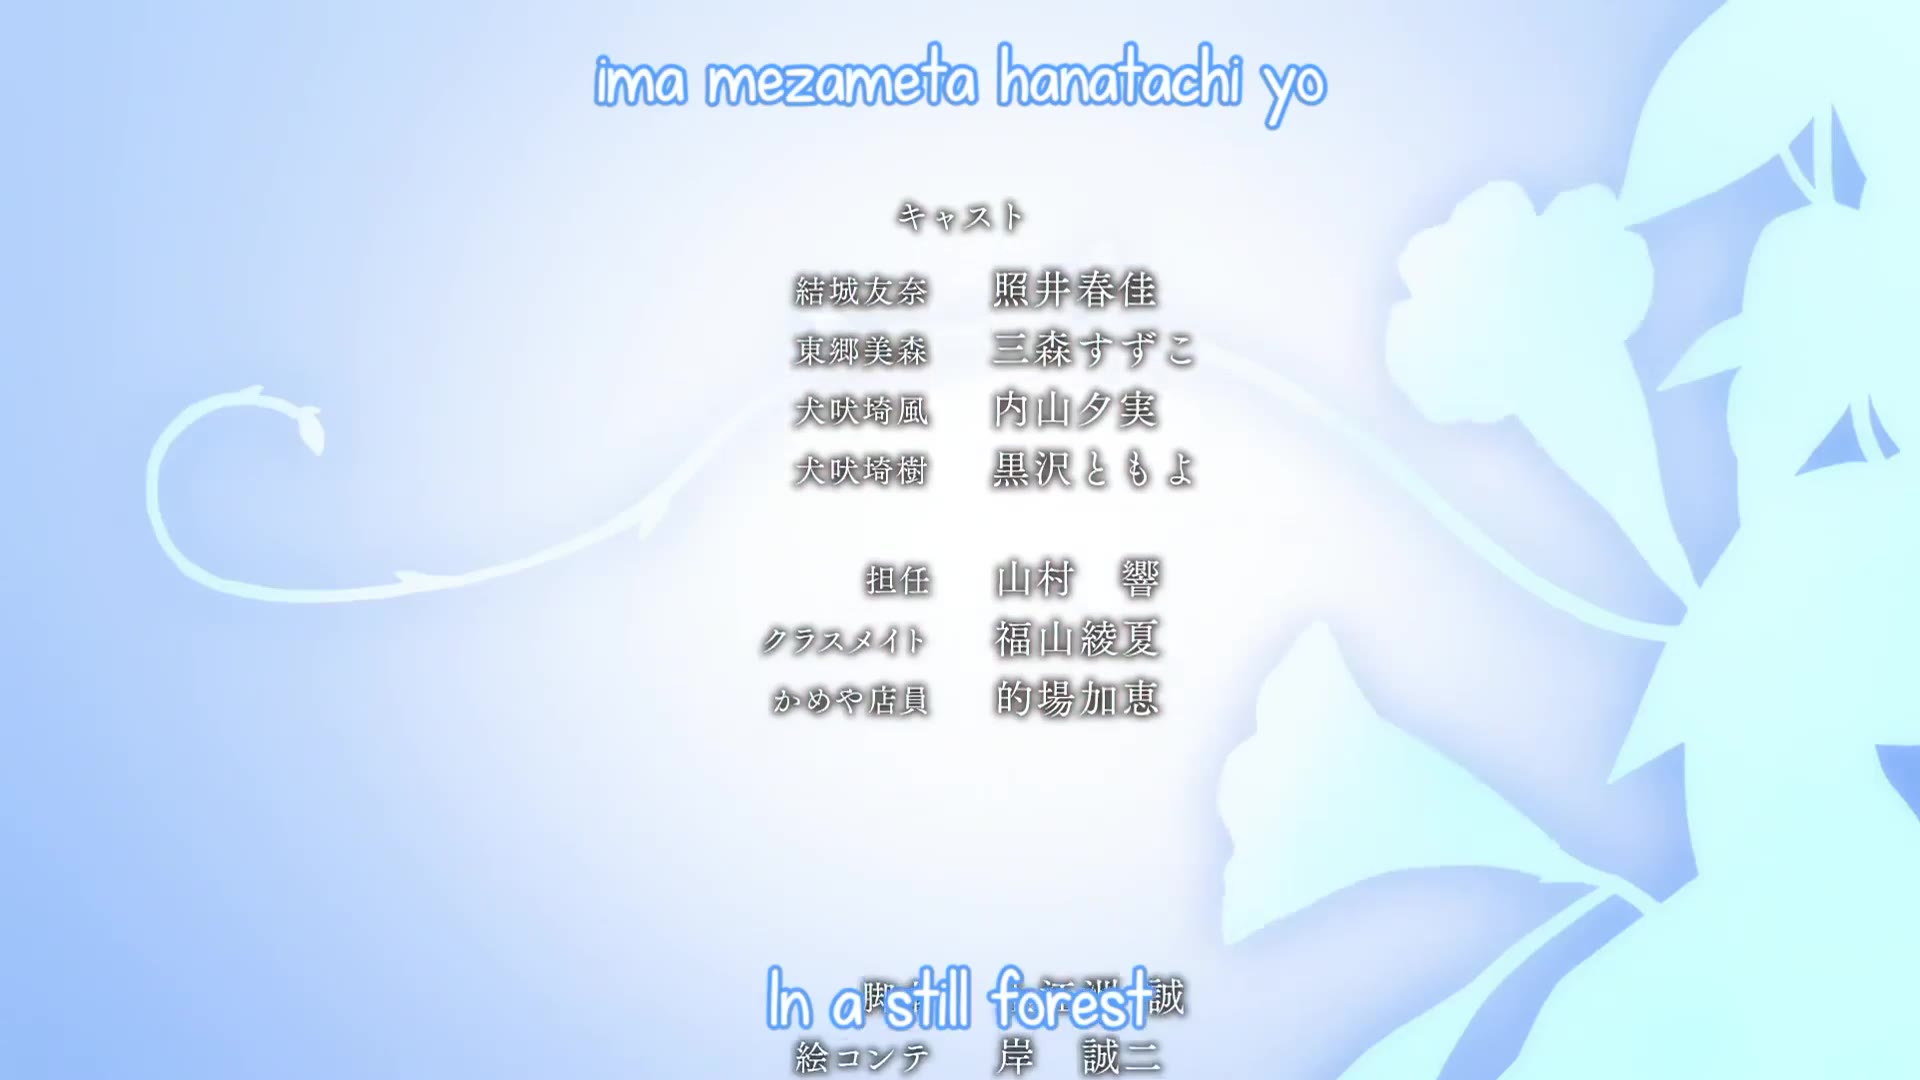 ima mezameta hanatachi yo
キャスト
結城友奈 照井春佳
東郷美森 三森すずこ
犬吠埼風 内山夕実
犬吠埼樹 黒沢ともよ
担任 山村 響
クラスメイト 福山綾夏
かめや店員 的場加恵
In a still forest
脚 江洲 誠
絵コンテ 岸 誠二